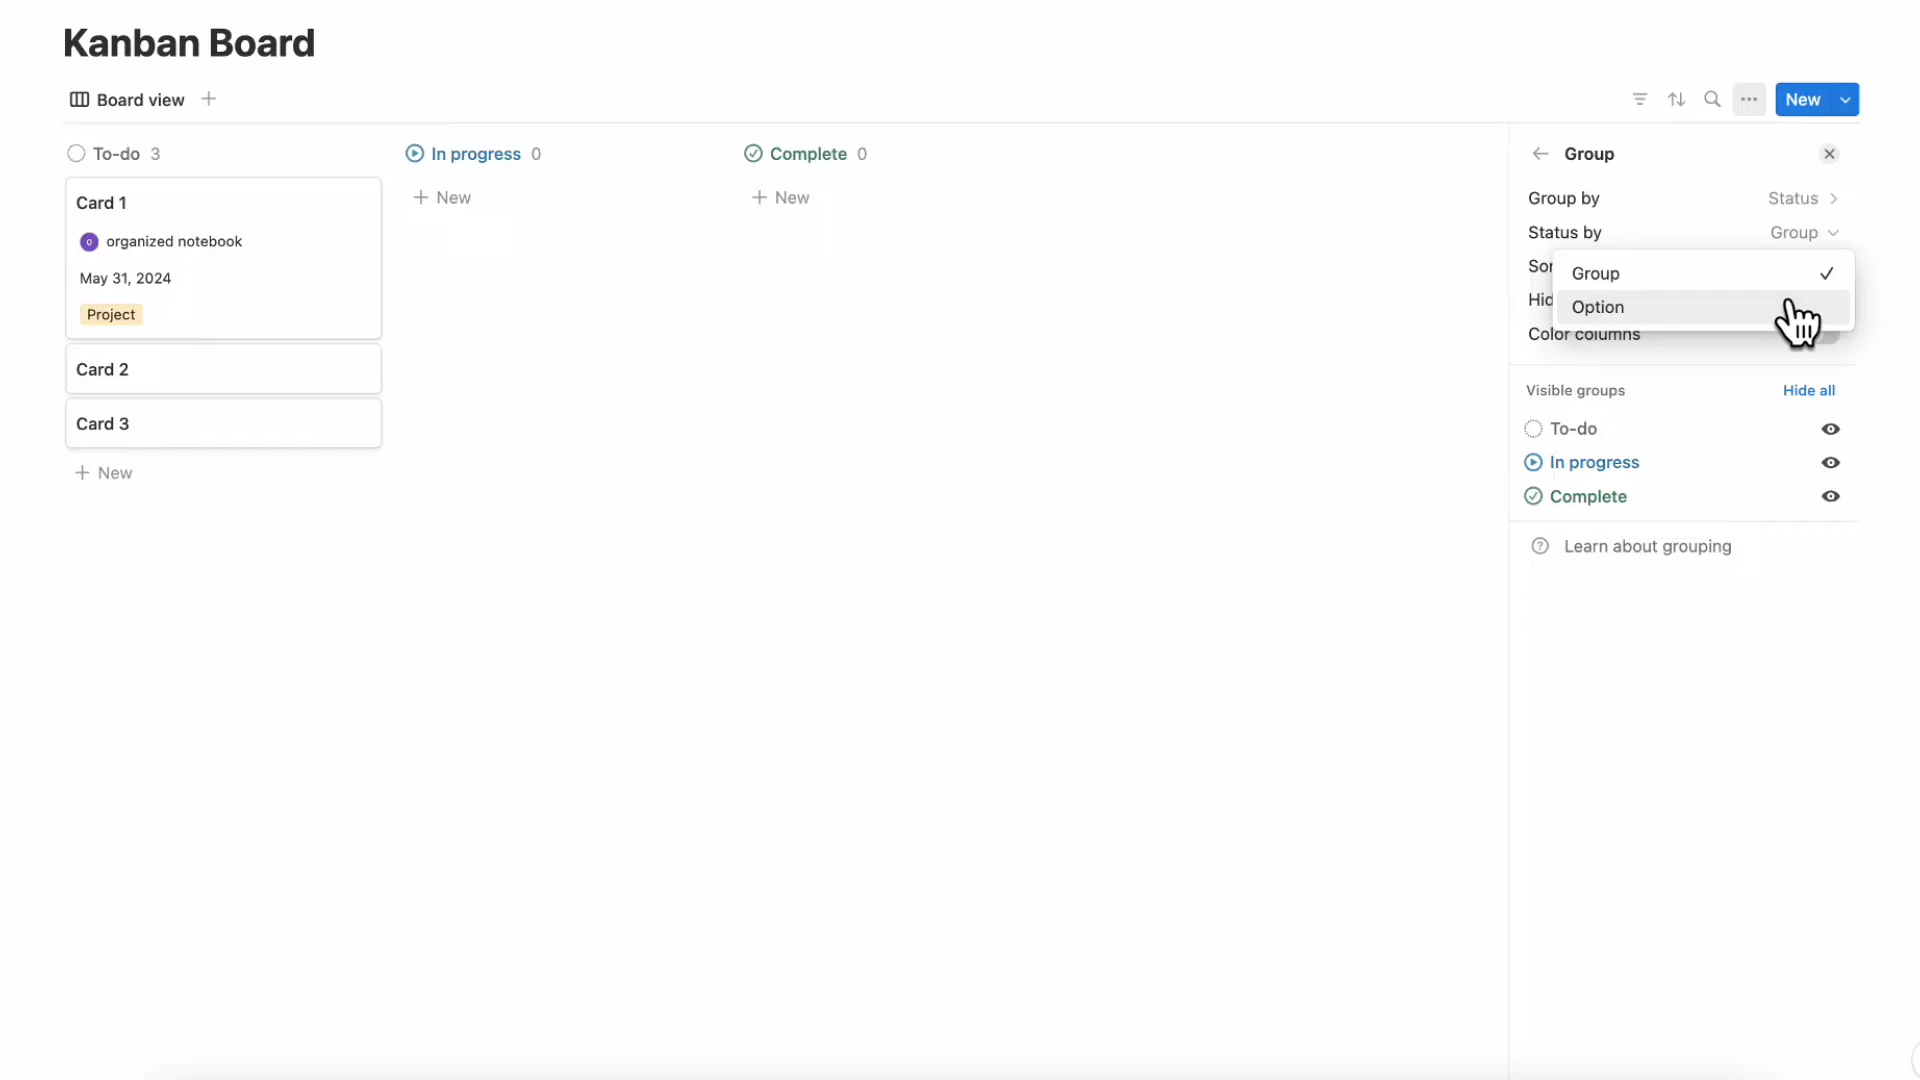 Kanban Board
Board view
New
To-do 3
In progress 0
Complete 0
Card 1
organized notebook
May 31, 2024
Project
Card 2
Card 3
New
New
New
Group
Group by Status
Status by Group
Sor
Hid
Group
Option
Color columns
Visible groups Hide all
To-do
In progress
Complete
Learn about grouping